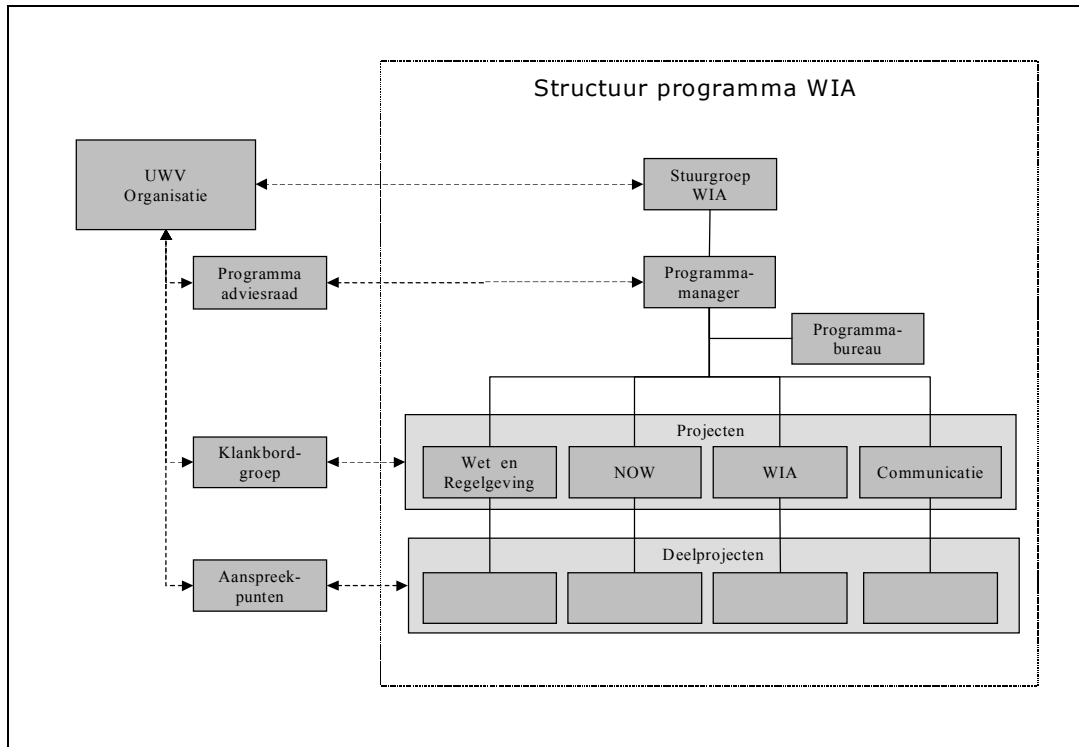 Structuur programma WIA
UWV
Organisatie
Stuurgroep
WIA
Programma
adviesraad
Programma-
manager
Programma-
bureau
Projecten
Klankbord-
groep
Wet en
Regelgeving
NOW
WIA
Communicatie
Deelprojecten
Aanspreek-
punten